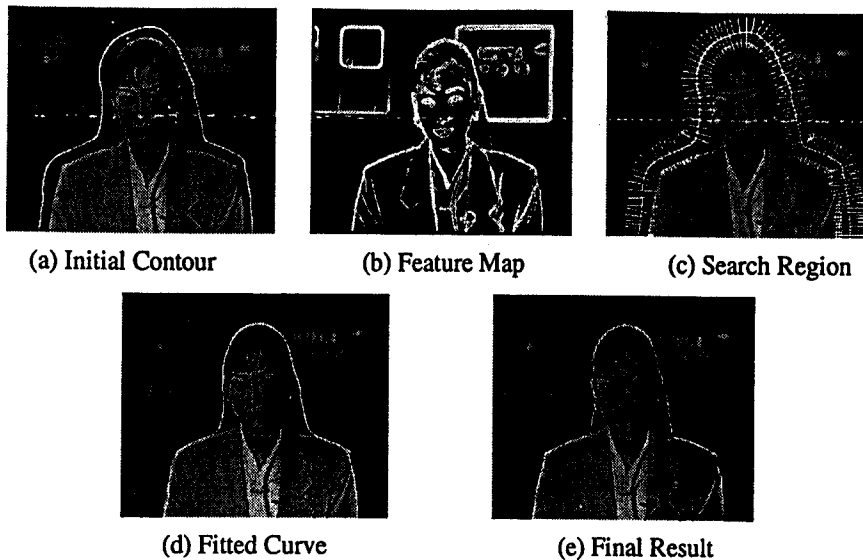 (a) Initial Contour
(b) Feature Map
(c) Search Region
(d) Fitted Curve
(e) Final Result